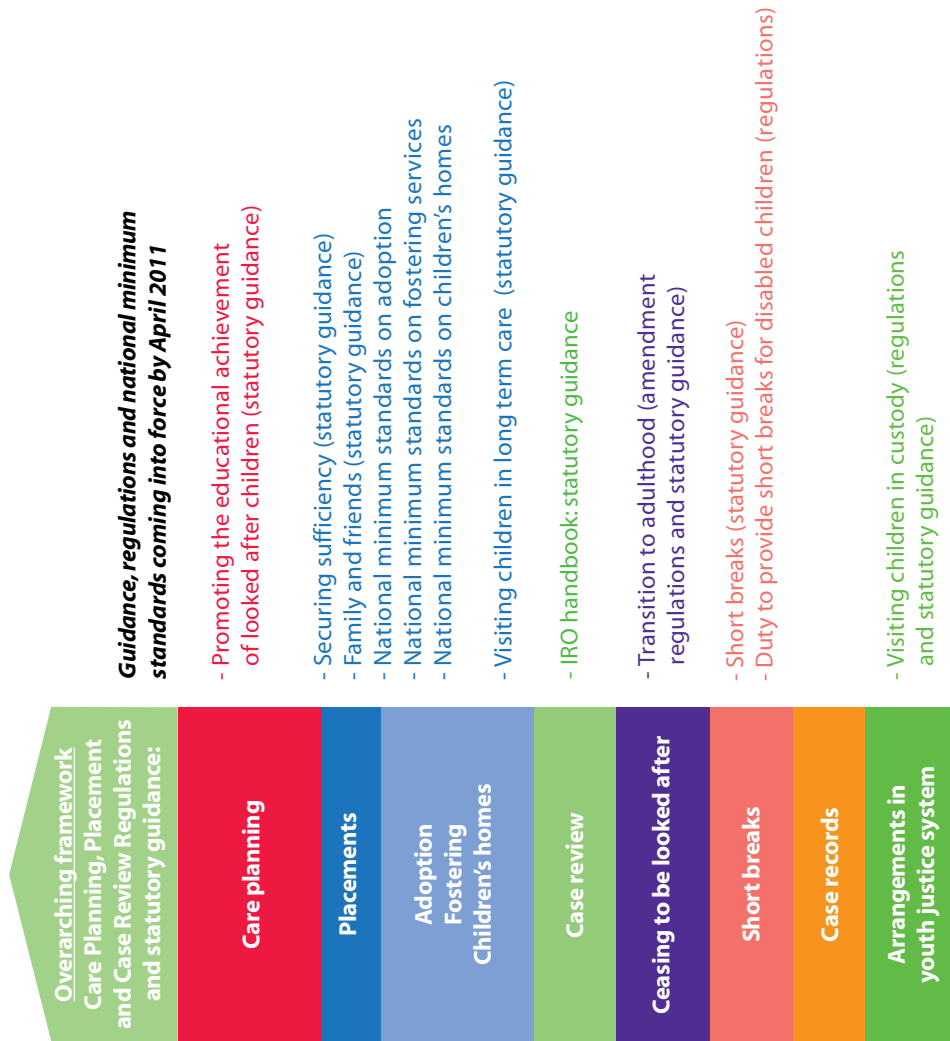 Overarching framework
Care Planning, Placement
and Case Review Regulations
and statutory guidance:
Guidance, regulations and national minimum
standards coming into force by April 2011
Care planning
- Promoting the educational achievement
of looked after children (statutory guidance)
Placements
- Securing sufficiency (statutory guidance)
- Family and friends (statutory guidance)
Adoption
Fostering
Children's homes
- National minimum standards on adoption
- National minimum standards on fostering services
- National minimum standards on children's homes
- Visiting children in long term care (statutory guidance)
Case review
- IRO handbook: statutory guidance
Ceasing to be looked after
- Transition to adulthood (amendment
regulations and statutory guidance)
Short breaks
- Short breaks (statutory guidance)
- Duty to provide short breaks for disabled children (regulations)
Case records
Arrangements in
youth justice system
- Visiting children in custody (regulations
and statutory guidance)